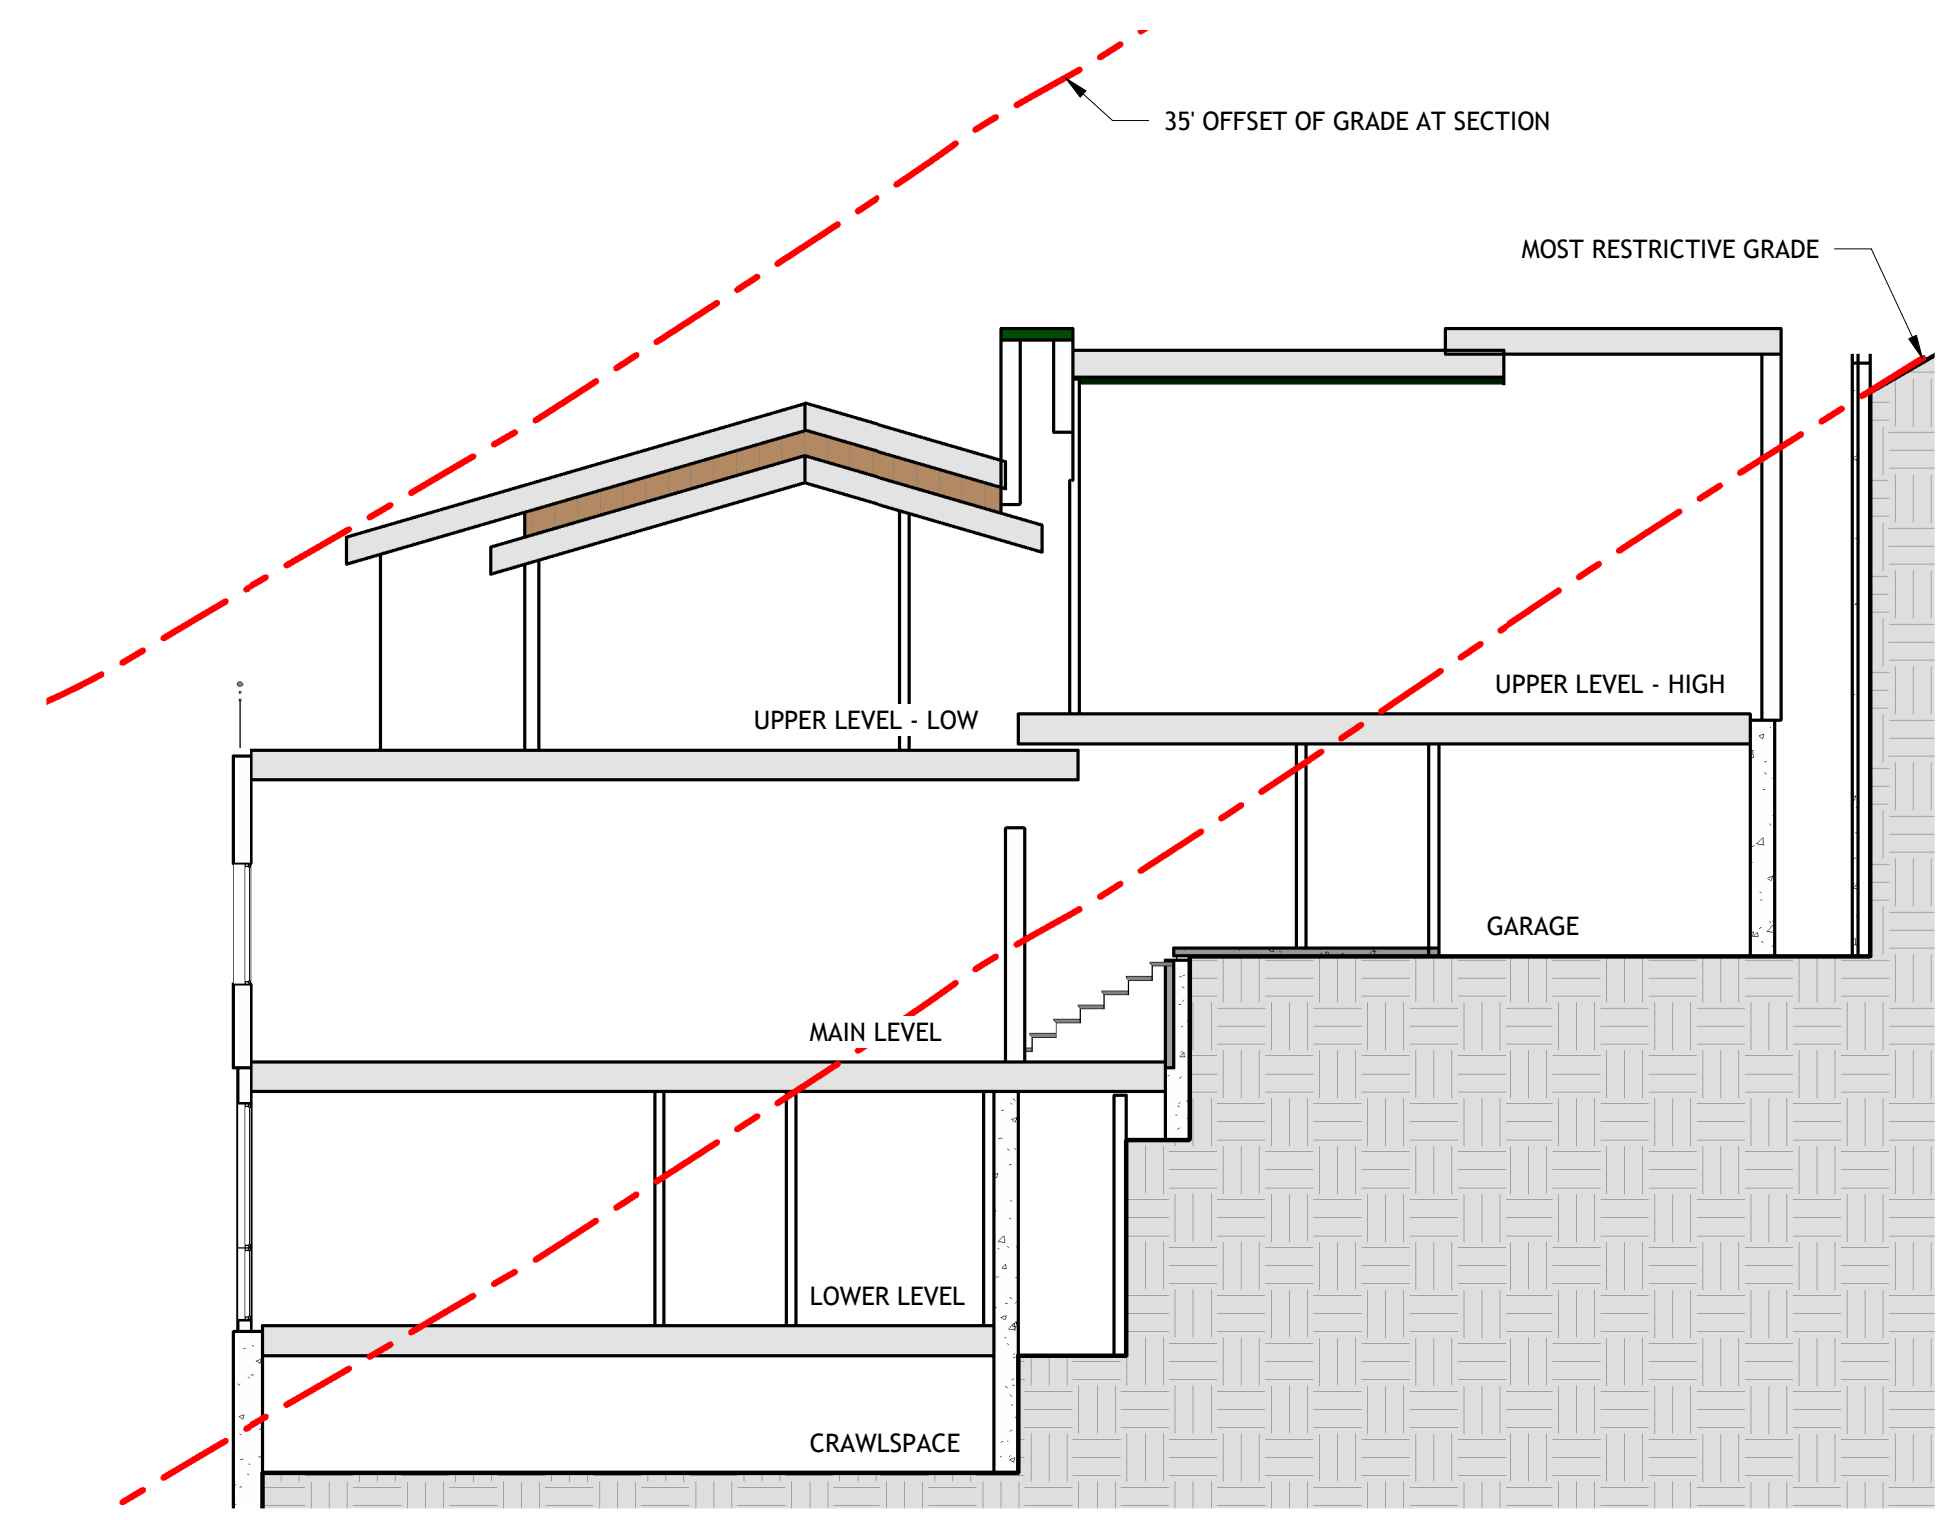 35' OFFSET OF GRADE AT SECTION
MOST RESTRICTIVE GRADE
UPPER LEVEL - HIGH
UPPER LEVEL - LOW
GARAGE
MAIN LEVEL
LOWER LEVEL
CRAWLSPACE